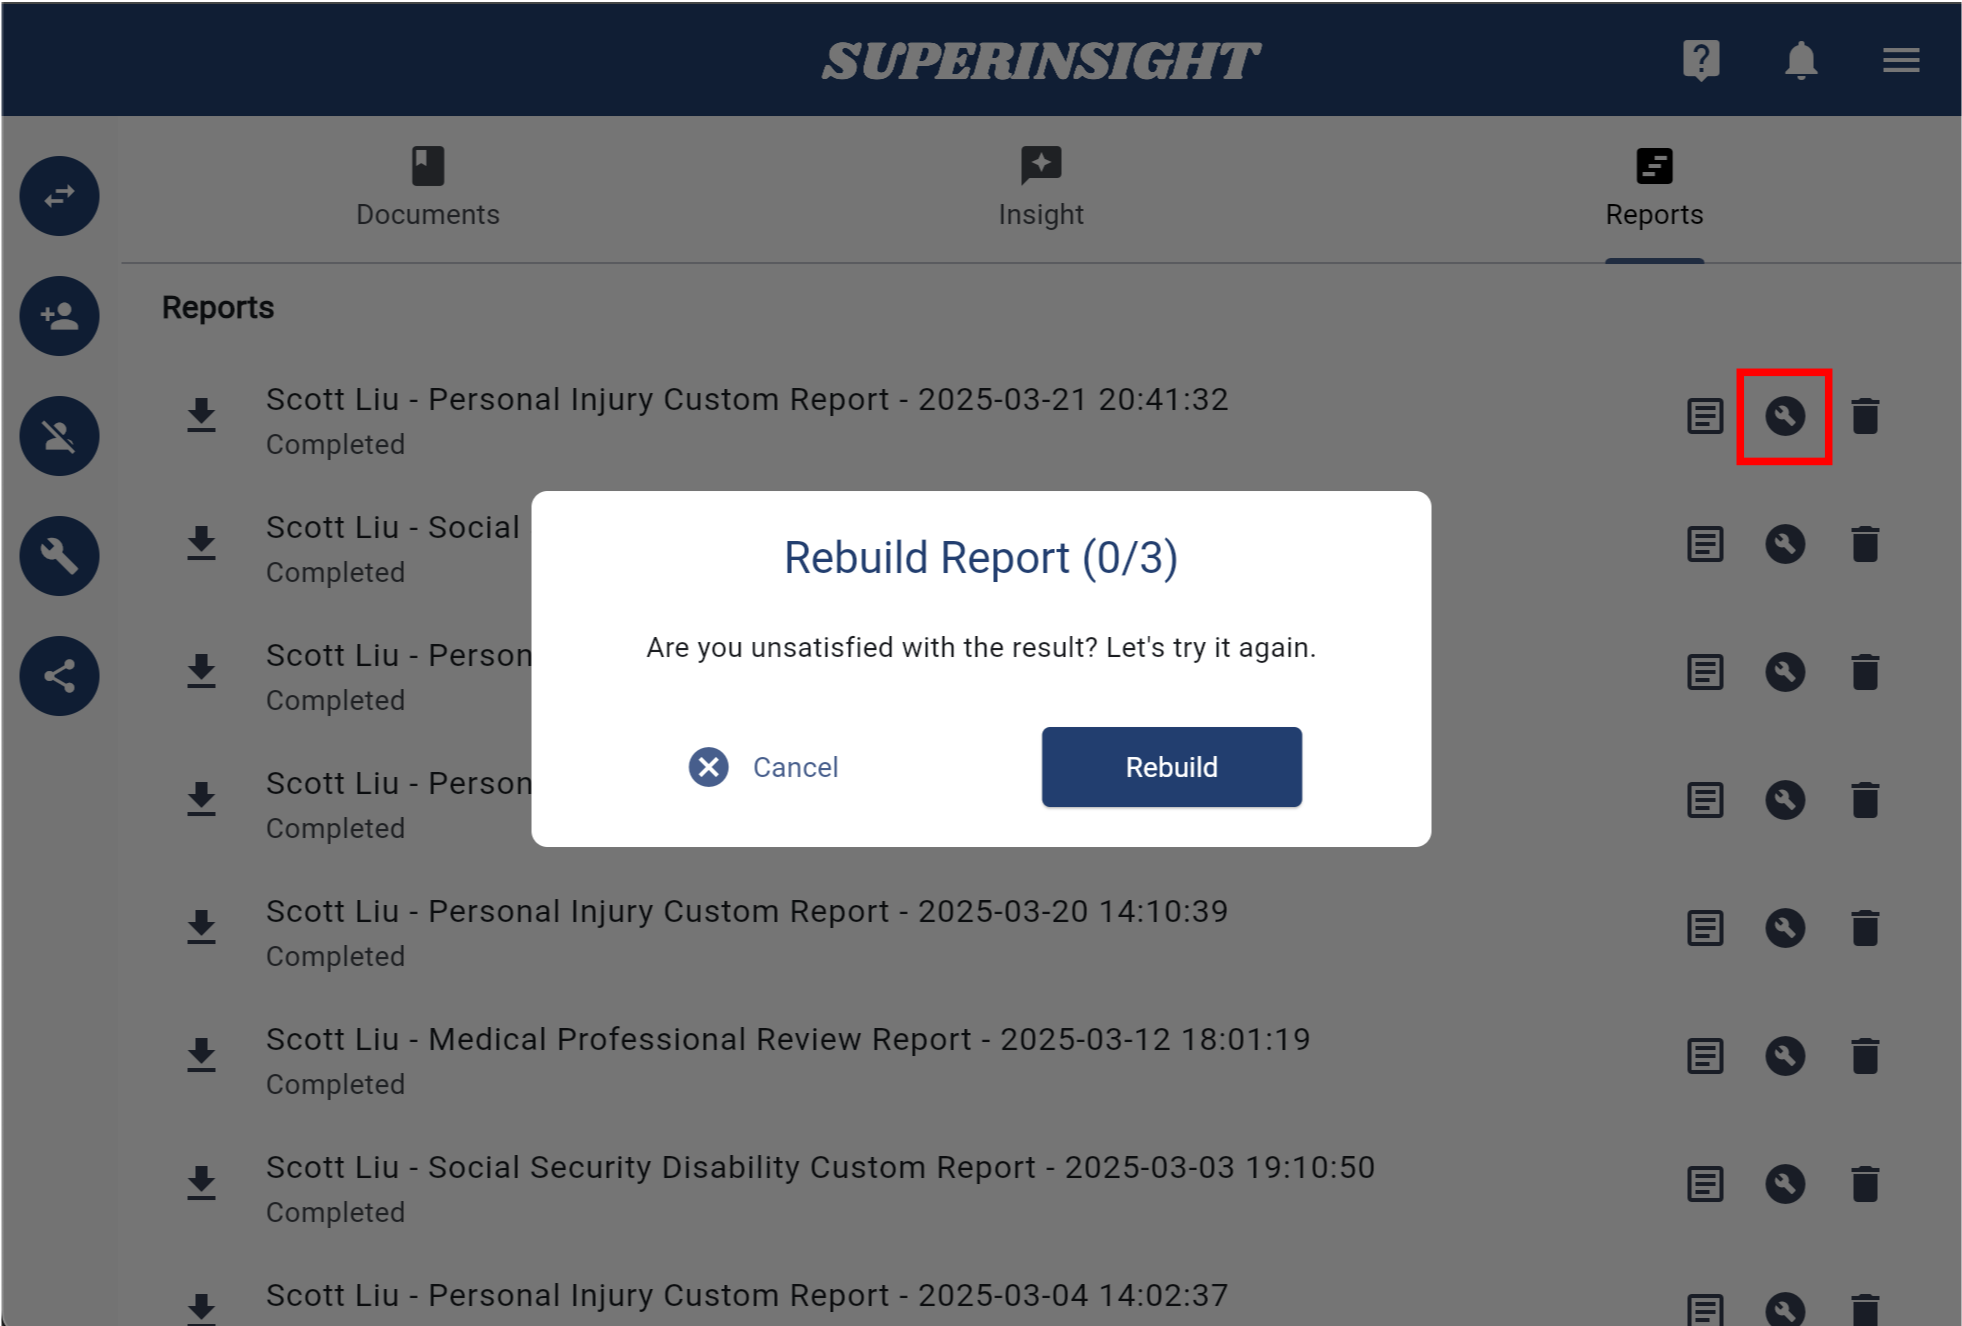 SUPERINSIGHT
Documents
Insight
Reports
Reports
Scott Liu - Personal Injury Custom Report - 2025-03-21 20:41:32
Completed
Scott Liu - Social
Completed
Scott Liu - Person
Completed
Scott Liu - Person
Completed
Rebuild Report (0/3)
Are you unsatisfied with the result? Let's try it again.
Cancel
Rebuild
Scott Liu - Personal Injury Custom Report - 2025-03-20 14:10:39
Completed
Scott Liu - Medical Professional Review Report - 2025-03-12 18:01:19
Completed
Scott Liu - Social Security Disability Custom Report - 2025-03-03 19:10:50
Completed
Scott Liu - Personal Injury Custom Report - 2025-03-04 14:02:37